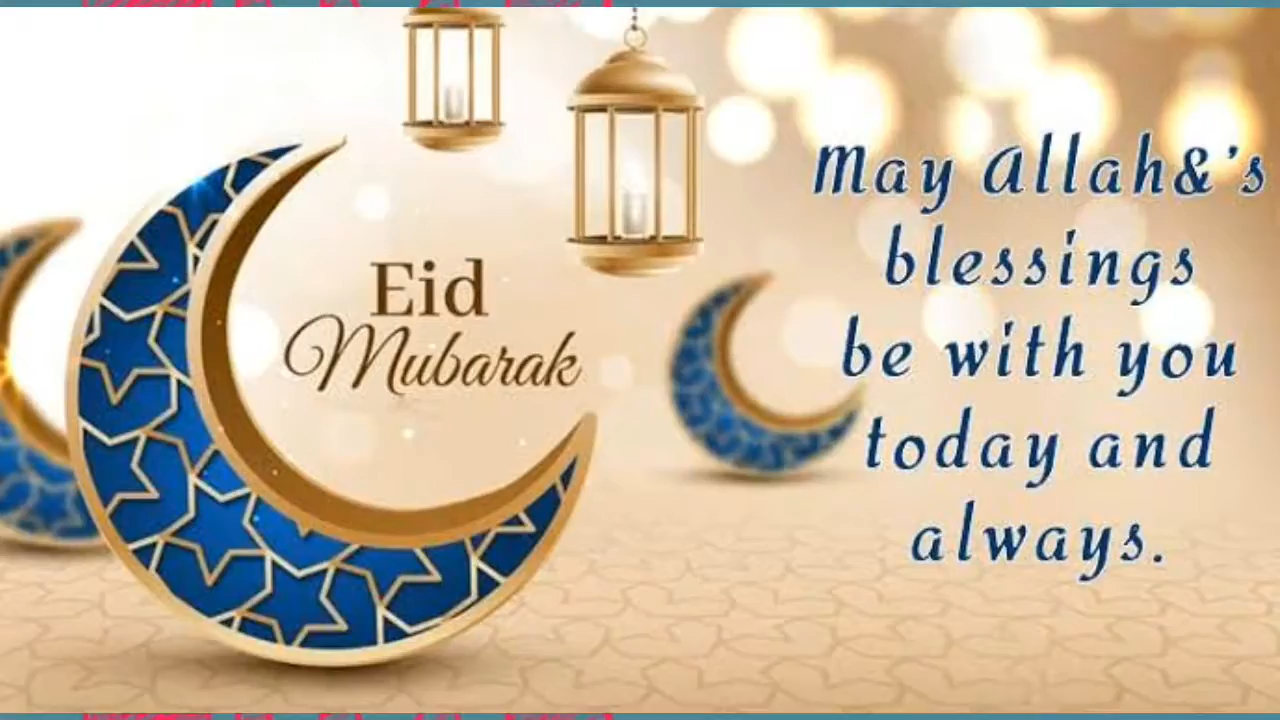 Eid
Mubarak
May Allah&'s
blessings
be with you
today and
always.